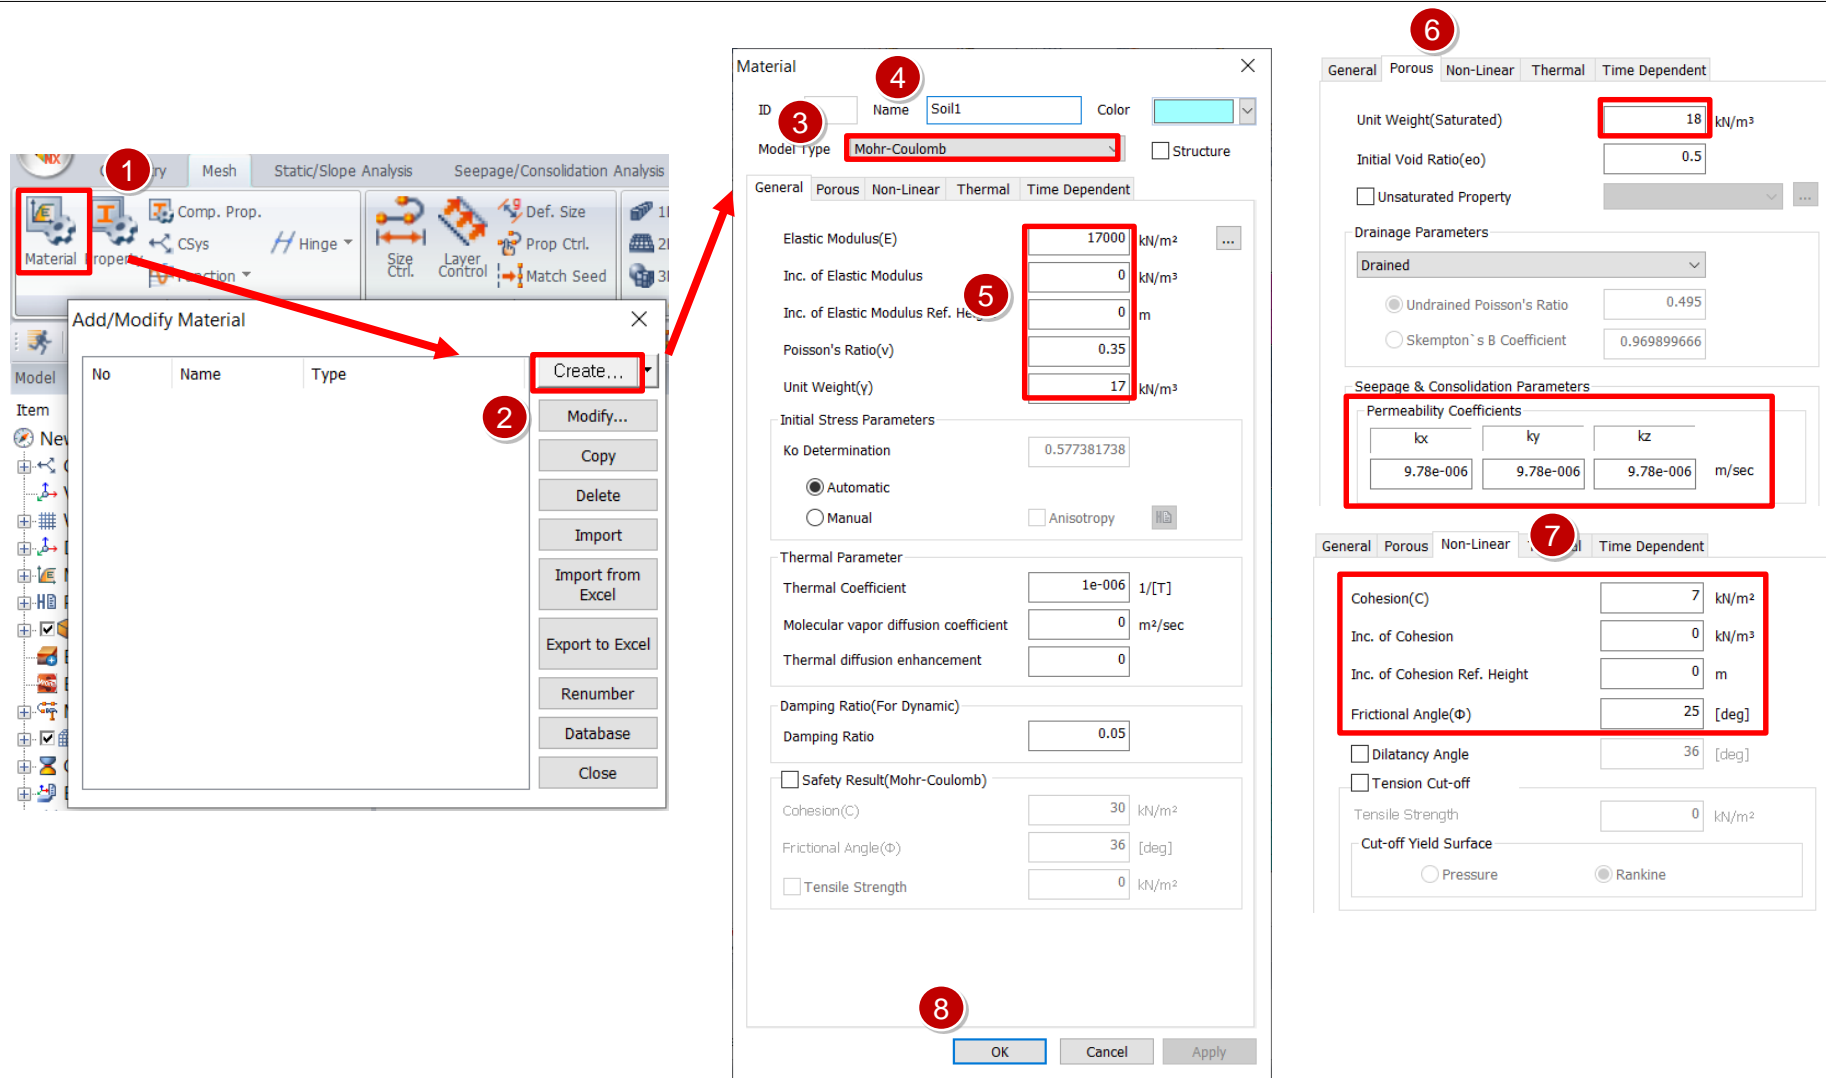 1
NX
Mesh
Static/Slope Analysis
Seepage/Consolidation Analysis
Material
Property
Comp. Prop.
CSys
Function
Hinge
Size
Ctrl.
Layer
Control
Def. Size
Prop Ctrl.
Match Seed
Model
Item
Add/Modify Material
No
Name
Type
Create...
2
Modify...
Copy
Delete
Import
Import from
Excel
Export to Excel
Renumber
Database
Close
Material
4
ID
Name
Soil1
Color
3
Model Type
Mohr-Coulomb
Structure
General
Porous
Non-Linear
Thermal
Time Dependent
Elastic Modulus(E)
17000
kN/m²
...
Inc. of Elastic Modulus
0
kN/m³
5
Inc. of Elastic Modulus Ref. Height
0
m
Poisson's Ratio(ν)
0.35
Unit Weight(γ)
17
kN/m³
Initial Stress Parameters
Ko Determination
0.577381738
Automatic
Manual
Anisotropy
Thermal Parameter
Thermal Coefficient
1e-006
1/[T]
Molecular vapor diffusion coefficient
0
m²/sec
Thermal diffusion enhancement
0
Damping Ratio(For Dynamic)
Damping Ratio
0.05
Safety Result(Mohr-Coulomb)
Cohesion(C)
30
kN/m²
Frictional Angle(Φ)
36
[deg]
Tensile Strength
0
kN/m²
8
OK
Cancel
Apply
6
General
Porous
Non-Linear
Thermal
Time Dependent
Unit Weight(Saturated)
18
kN/m³
Initial Void Ratio(eo)
0.5
Unsaturated Property
...
Drainage Parameters
Drained
Undrained Poisson's Ratio
0.495
Skempton`s B Coefficient
0.969899666
Seepage & Consolidation Parameters
Permeability Coefficients
kx
ky
kz
9.78e-006
9.78e-006
9.78e-006
m/sec
General
Porous
Non-Linear
7
Time Dependent
Cohesion(C)
7
kN/m²
Inc. of Cohesion
0
kN/m³
Inc. of Cohesion Ref. Height
0
m
Frictional Angle(Φ)
25
[deg]
Dilatancy Angle
36
[deg]
Tension Cut-off
Tensile Strength
0
kN/m²
Cut-off Yield Surface
Pressure
Rankine